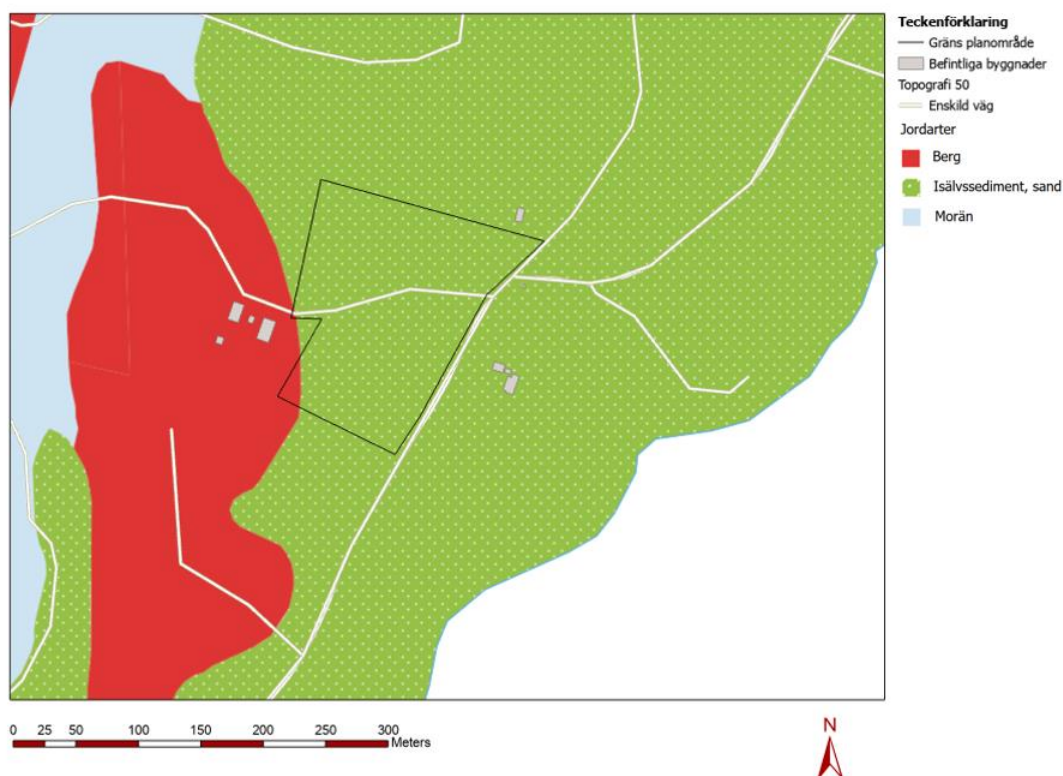 Teckenförklaring
Gräns planområde
Befintliga byggnader
Topografi 50
Enskild väg
Jordarter
Berg
Isälvssediment, sand
Morän
0 25 50 100 150 200 250 300
Meters
N